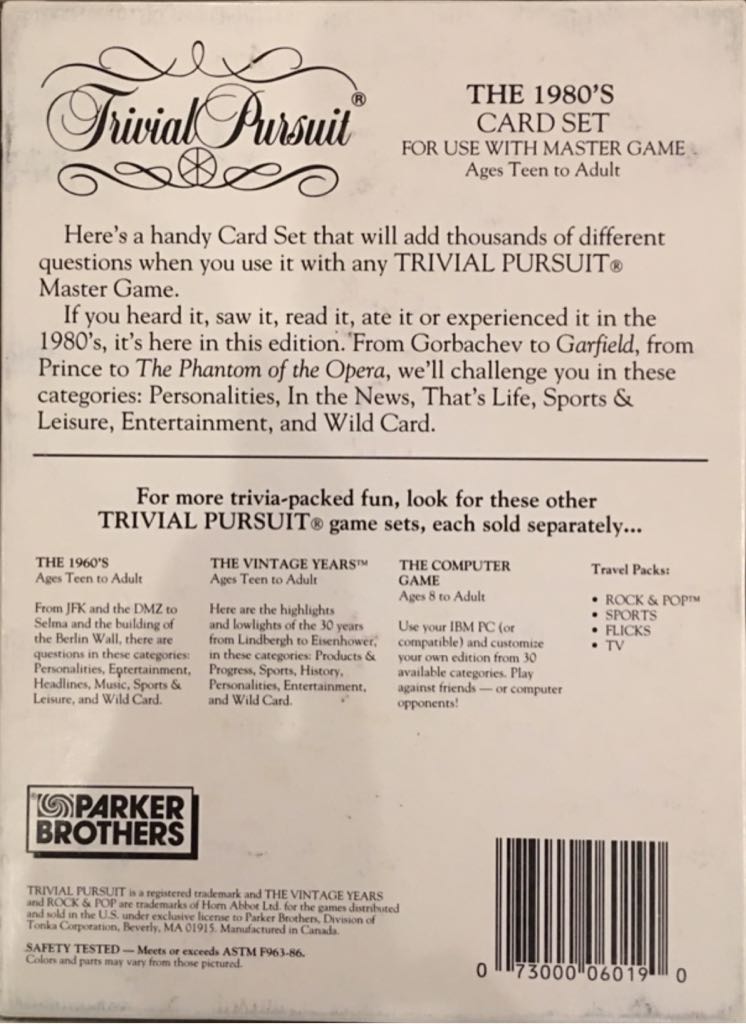 Trivial Pursuit®
THE 1980'S
CARD SET
FOR USE WITH MASTER GAME
Ages Teen to Adult
Here's a handy Card Set that will add thousands of different
questions when you use it with any TRIVIAL PURSUIT®
Master Game.
If you heard it, saw it, read it, ate it or experienced it in the
1980's, it's here in this edition. From Gorbachev to Garfield, from
Prince to The Phantom of the Opera, we'll challenge you in these
categories: Personalities, In the News, That's Life, Sports &
Leisure, Entertainment, and Wild Card.
For more trivia-packed fun, look for these other
TRIVIAL PURSUIT® game sets, each sold separately...
THE 1960'S
Ages Teen to Adult
From JFK and the DMZ to
Selma and the building of
the Berlin Wall, there are
questions in these categories:
Personalities, Entertainment,
Headlines, Music, Sports &
Leisure, and Wild Card.
THE VINTAGE YEARS™
Ages Teen to Adult
Here are the highlights
and lowlights of the 30 years
from Lindbergh to Eisenhower,
in these categories: Products &
Progress, Sports, History,
Personalities, Entertainment,
and Wild Card.
THE COMPUTER
GAME
Ages 8 to Adult
Use your IBM PC (or
compatible) and customize
your own edition from 30
available categories. Play
against friends — or computer
opponents!
Travel Packs:
• ROCK & POP™
• SPORTS
• FLICKS
• TV
PARKER
BROTHERS
TRIVIAL PURSUIT is a registered trademark and THE VINTAGE YEARS
and ROCK & POP are trademarks of Horn Abbot Ltd. for the games distributed
and sold in the U.S. under exclusive license to Parker Brothers, Division of
Tonka Corporation, Beverly, MA 01915. Manufactured in Canada.
SAFETY TESTED — Meets or exceeds ASTM F963-86.
Colors and parts may vary from those pictured.
0 73000 06019 0